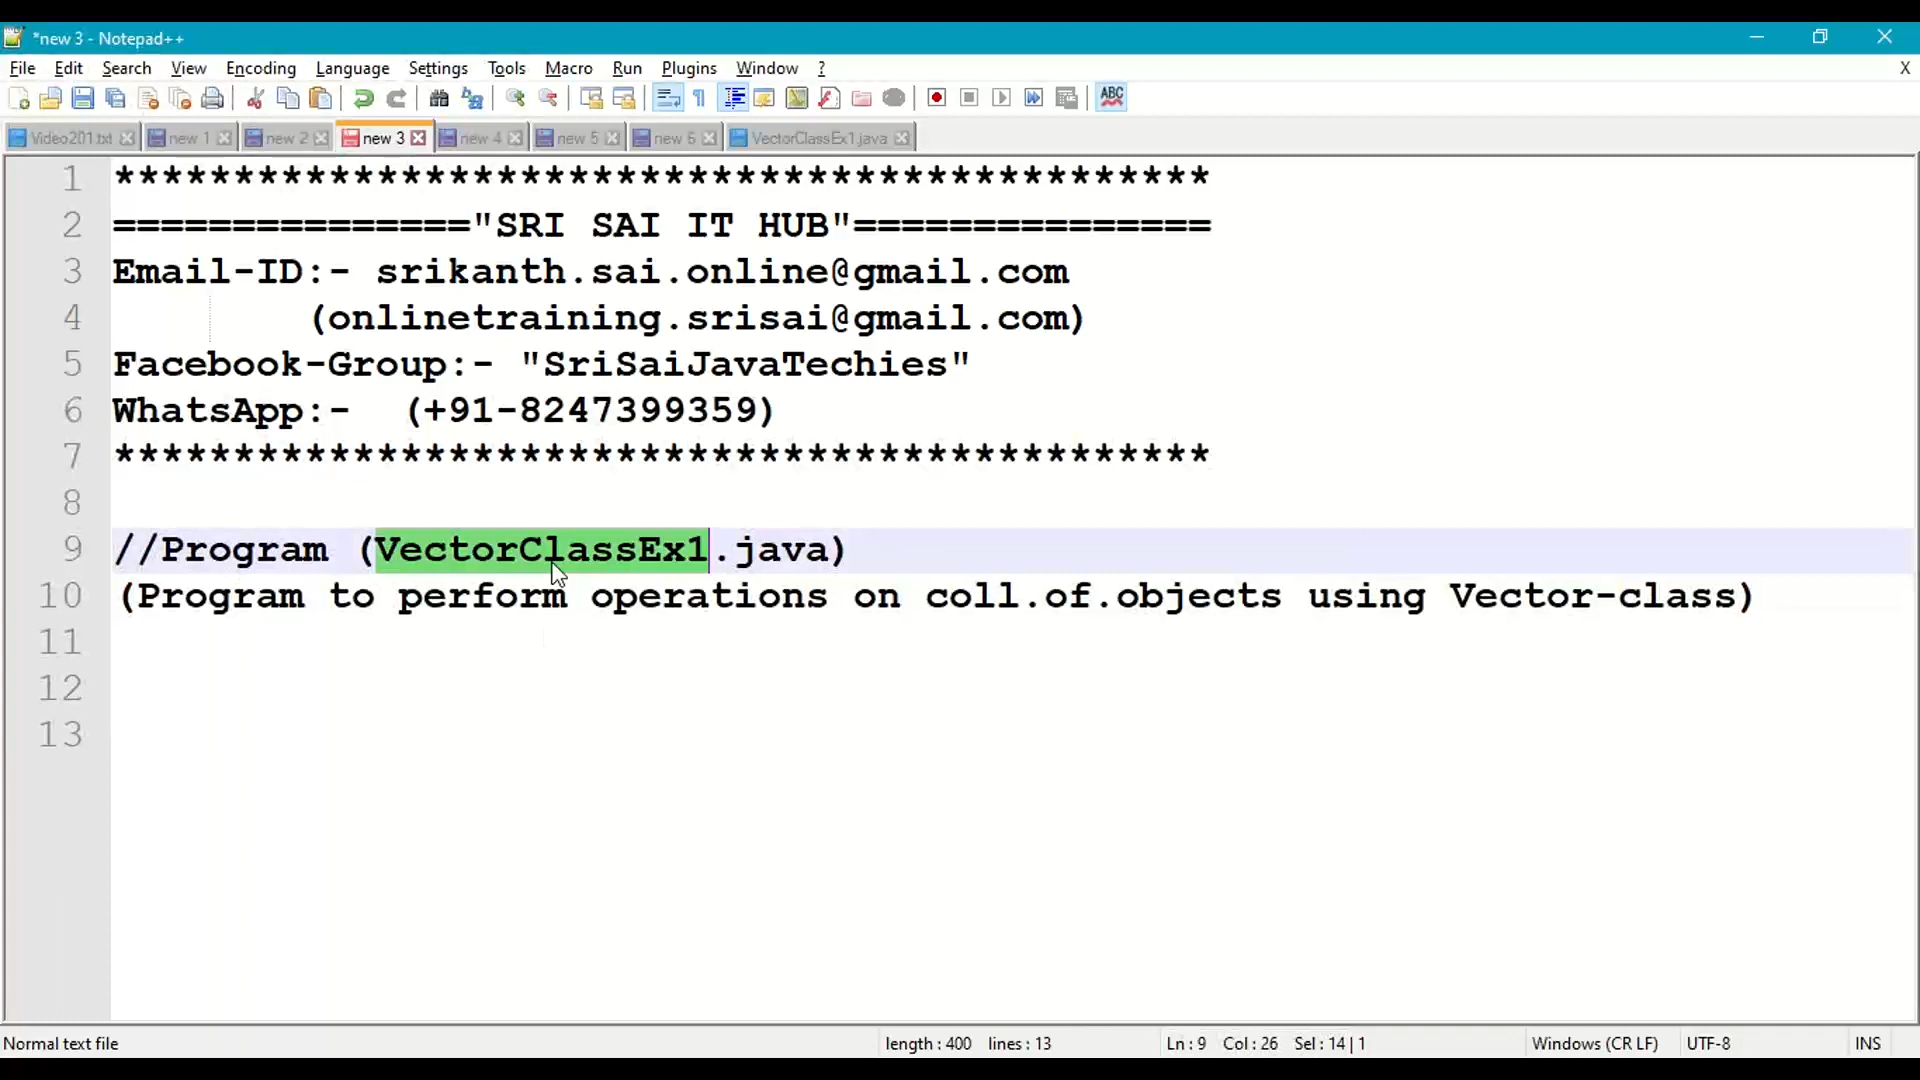 *new 3 - Notepad++
File Edit Search View Encoding Language Settings Tools Macro Run Plugins Window ? X
ABC
Video201.txt new 1 new 2 new 3 new 4 new 5 new 6 VectorClassEx1.java
1 **********************************************
2 ==============="SRI SAI IT HUB"===============
3 Email-ID:- srikanth.sai.online@gmail.com
4 (onlinetraining.srisai@gmail.com)
5 Facebook-Group:- "SriSaiJavaTechies"
6 WhatsApp:- (+91-8247399359)
7 **********************************************
8
9 //Program (VectorClassEx1.java)
10 (Program to perform operations on coll.of.objects using Vector-class)
11
12
13
Normal text file length : 400 lines : 13 Ln : 9 Col : 26 Sel : 14 | 1 Windows (CR LF) UTF-8 INS